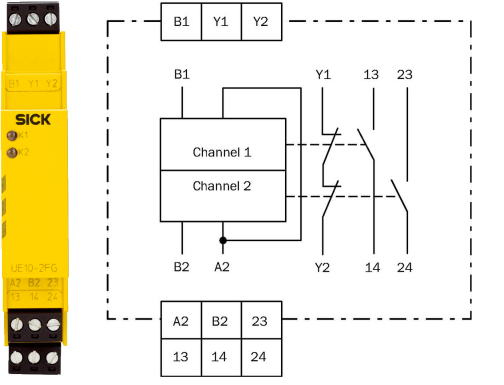 B1 Y1 Y2
SICK
K1
K2
UE10-2FG
A2 B2 23
13 14 24
B1 Y1 Y2
B1 Y1 13 23
Channel 1
Channel 2
B2 A2 Y2 14 24
A2 B2 23
13 14 24